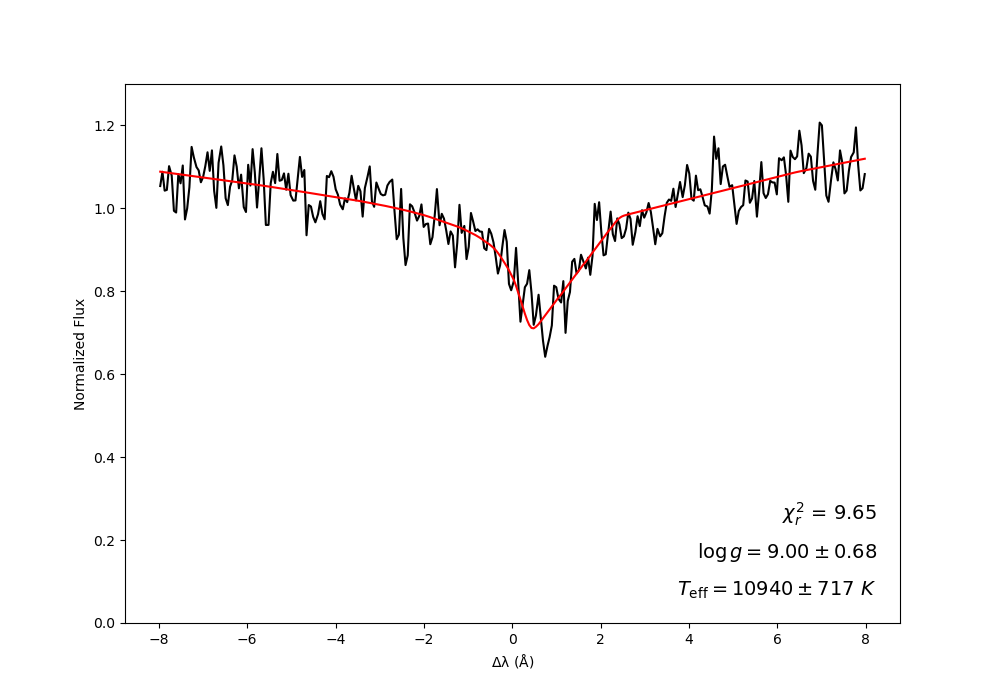 1.2
1.0
0.8
0.6
0.4
0.2
0.0
Normalized Flux
χ²ᵣ = 9.65
log g = 9.00 ± 0.68
T_eff = 10940 ± 717 K
−8 −6 −4 −2 0 2 4 6 8
Δλ (Å)